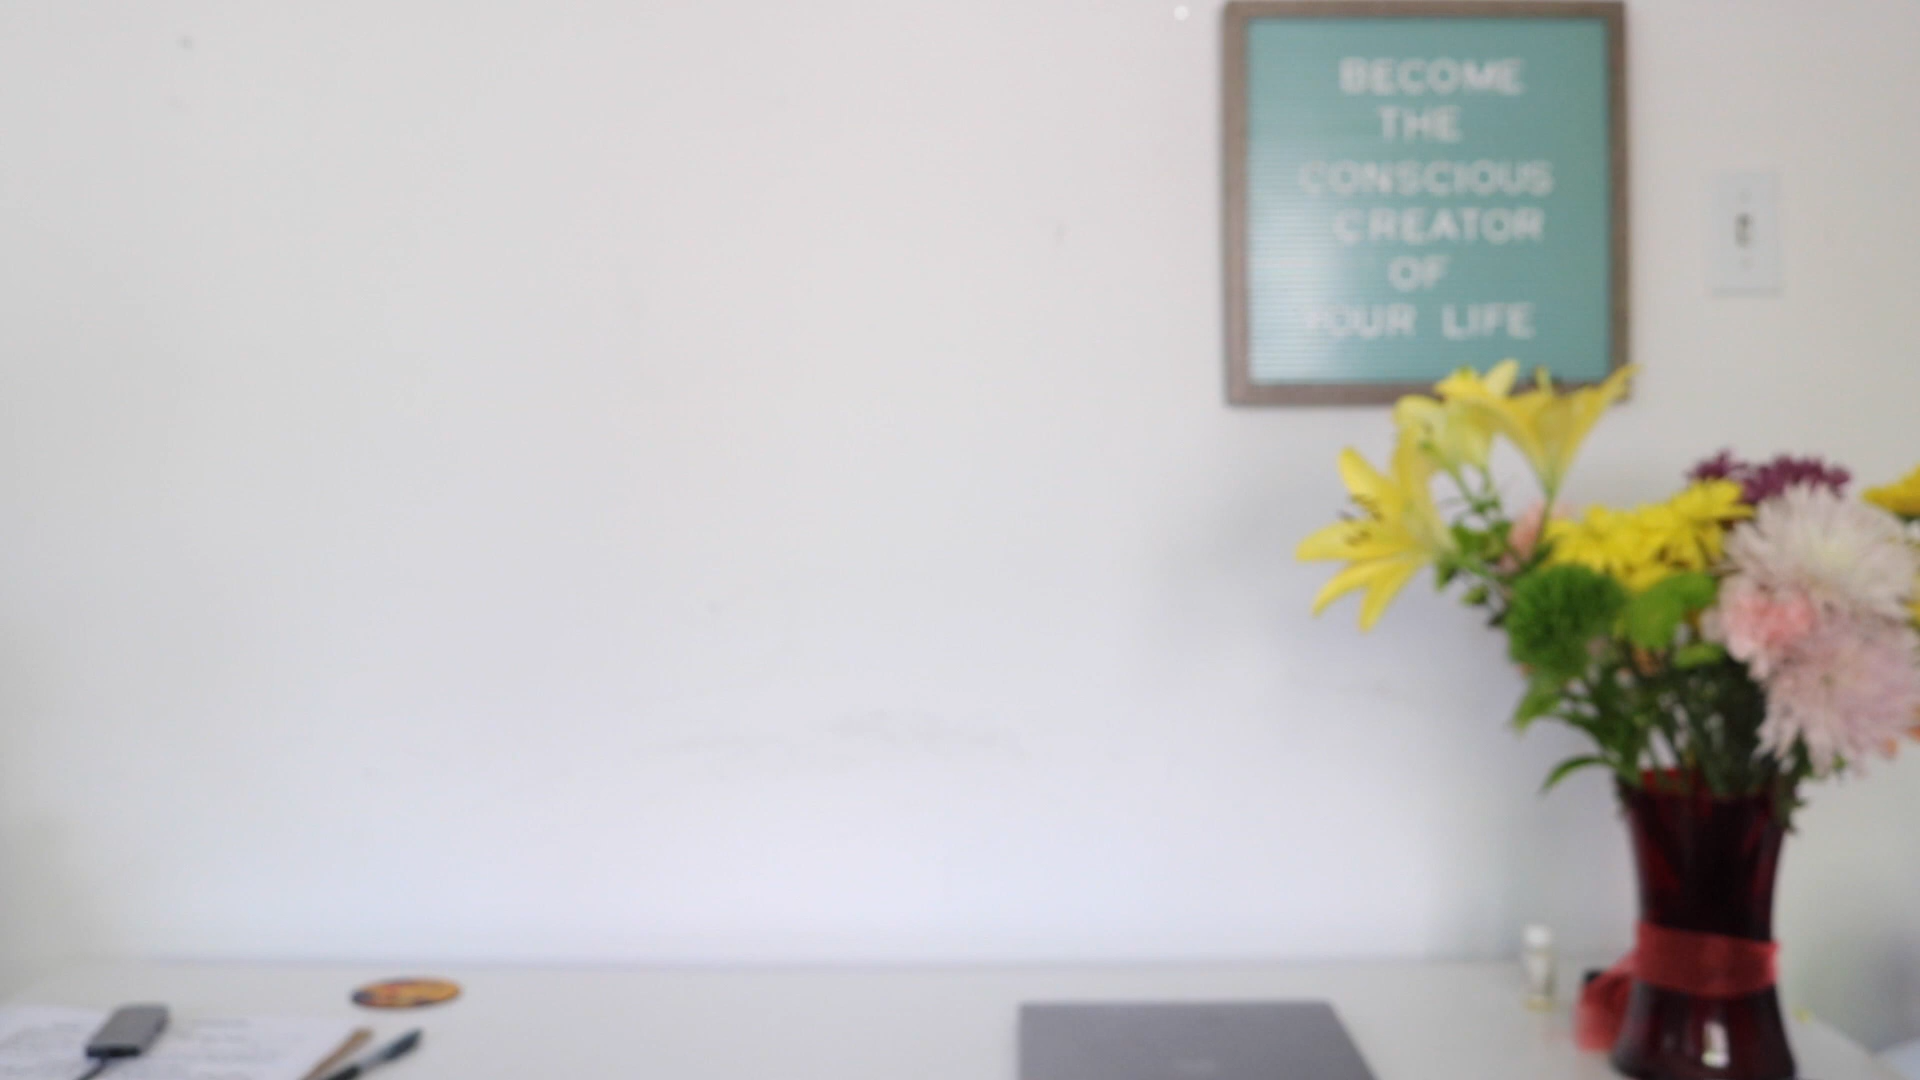 BECOME
THE
CONSCIOUS
CREATOR
OF
YOUR LIFE